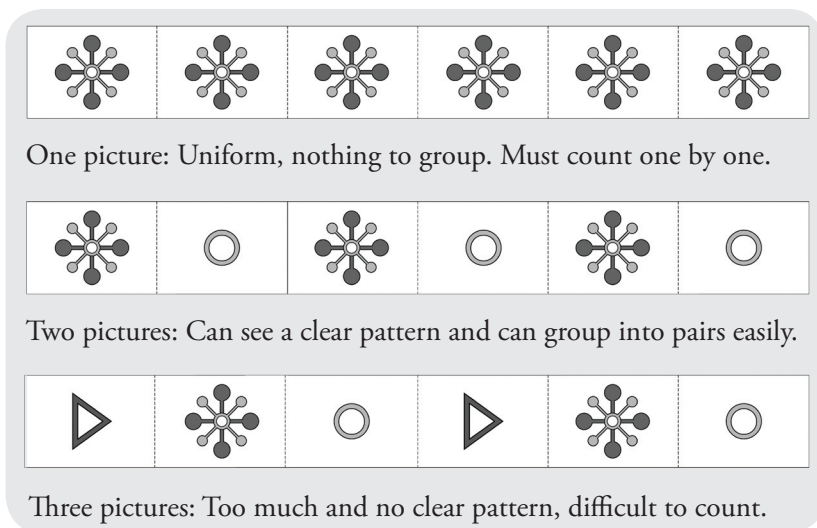 One picture: Uniform, nothing to group. Must count one by one.
Two pictures: Can see a clear pattern and can group into pairs easily.
Three pictures: Too much and no clear pattern, difficult to count.